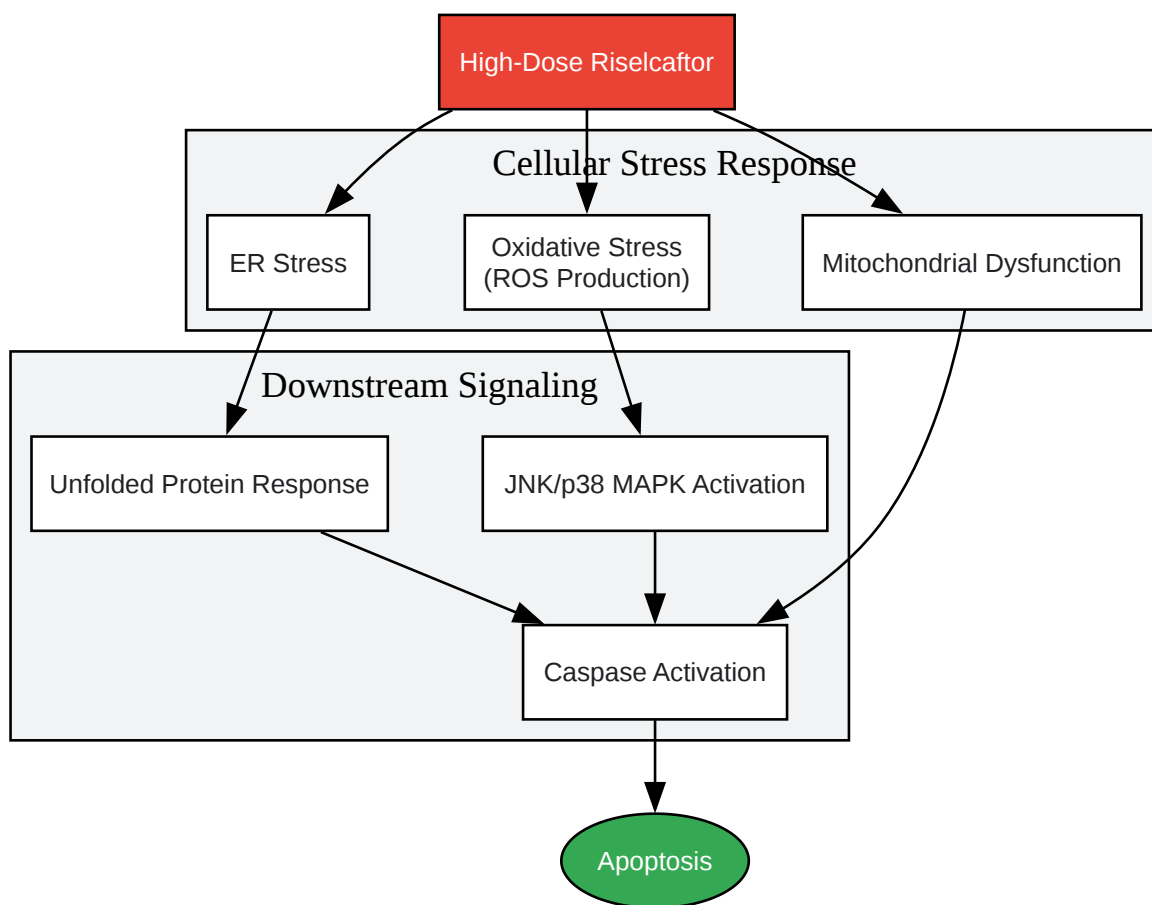 High-Dose Riselcaftor
Cellular Stress Response
ER Stress
Oxidative Stress
(ROS Production)
Mitochondrial Dysfunction
Downstream Signaling
Unfolded Protein Response
JNK/p38 MAPK Activation
Caspase Activation
Apoptosis